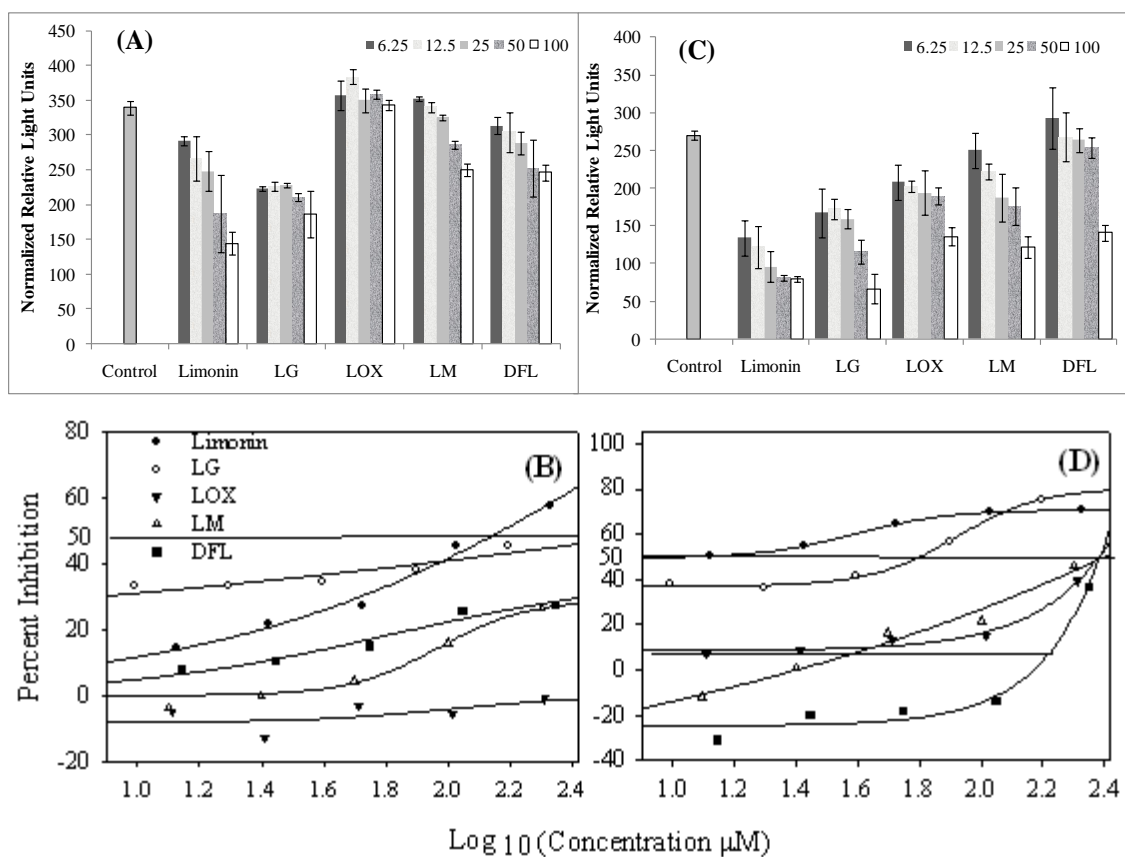 (A)
6.25 12.5 25 50 100
Normalized Relative Light Units
450
400
350
300
250
200
150
100
50
0
Control Limonin LG LOX LM DFL
(C)
6.25 12.5 25 50 100
Normalized Relative Light Units
400
350
300
250
200
150
100
50
0
Control Limonin LG LOX LM DFL
(B)
Limonin
LG
LOX
LM
DFL
Percent Inhibition
80
60
50
40
20
0
-20
1.0 1.2 1.4 1.6 1.8 2.0 2.2 2.4
(D)
100
80
60
50
40
20
0
-20
-40
1.0 1.2 1.4 1.6 1.8 2.0 2.2 2.4
Log 10 (Concentration µM)